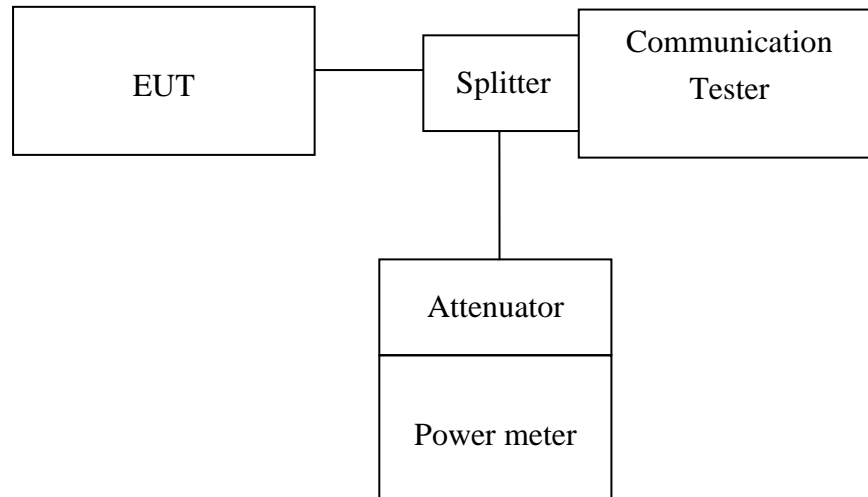 EUT
Splitter
Communication
Tester
Attenuator
Power meter